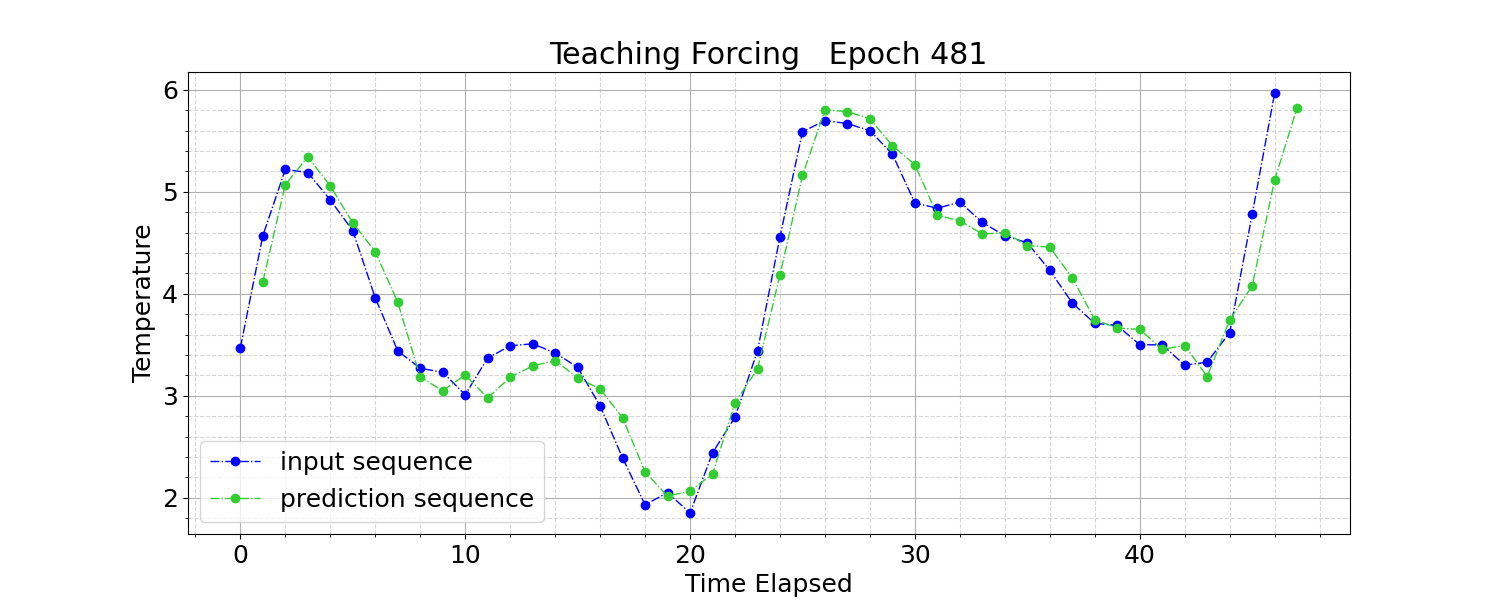 Teaching Forcing   Epoch 481
6
5
4
3
2
Temperature
input sequence
prediction sequence
0 10 20 30 40
Time Elapsed